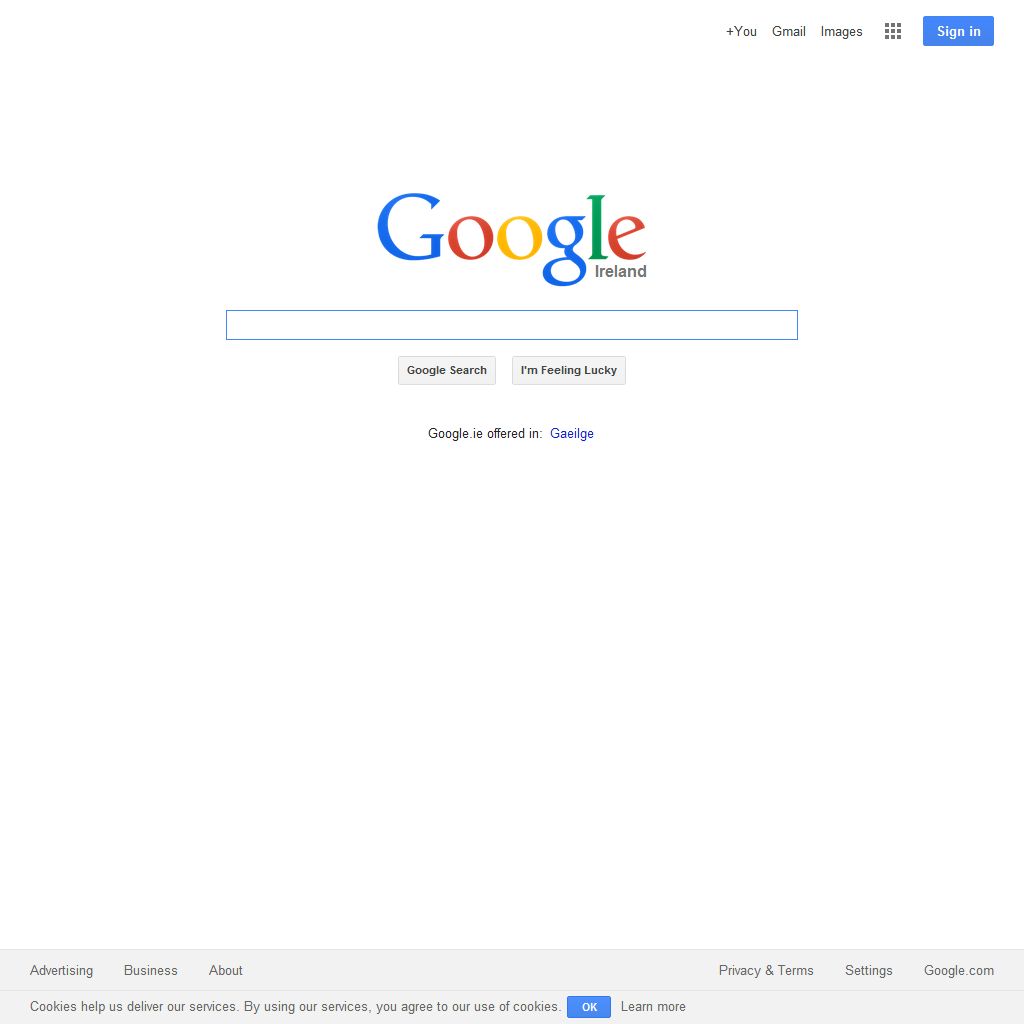 +You Gmail Images Sign in
Google
Ireland
Google Search I'm Feeling Lucky
Google.ie offered in: Gaeilge
Advertising Business About Privacy & Terms Settings Google.com
Cookies help us deliver our services. By using our services, you agree to our use of cookies. OK Learn more